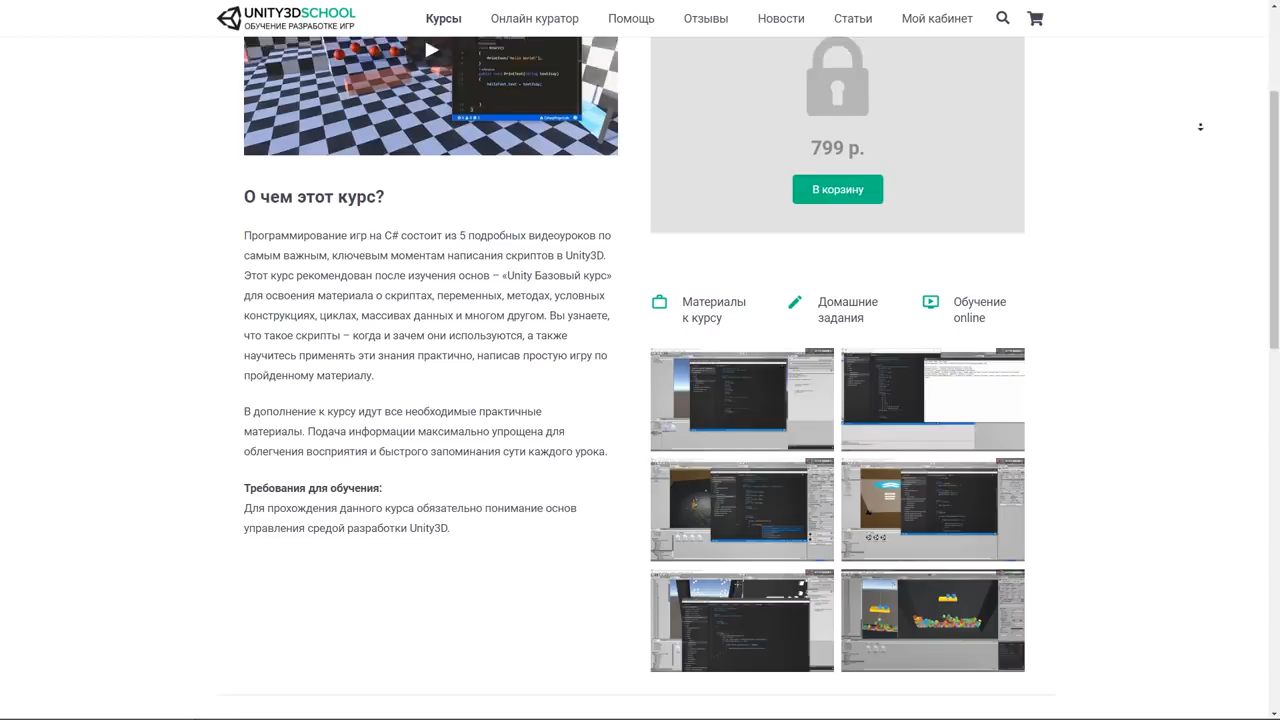 UNITY3DSCHOOL
ОБУЧЕНИЕ РАЗРАБОТКЕ ИГР
Курсы
Онлайн куратор
Помощь
Отзывы
Новости
Статьи
Мой кабинет
799 р.
В корзину
О чем этот курс?
Программирование игр на C# состоит из 5 подробных видеоуроков по
самым важным, ключевым моментам написания скриптов в Unity3D.
Этот курс рекомендован после изучения основ – «Unity Базовый курс»
для освоения материала о скриптах, переменных, методах, условных
конструкциях, циклах, массивах данных и многом другом. Вы узнаете,
что такое скрипты – когда и зачем они используются, а также
научитесь применять эти знания практично, написав простую игру по
пройденному материалу.
В дополнение к курсу идут все необходимые практичные
материалы. Подача информации максимально упрощена для
облегчения восприятия и быстрого запоминания сути каждого урока.
Требования для обучения:
Для прохождения данного курса обязательно понимание основ
управления средой разработки Unity3D.
Материалы
к курсу
Домашние
задания
Обучение
online